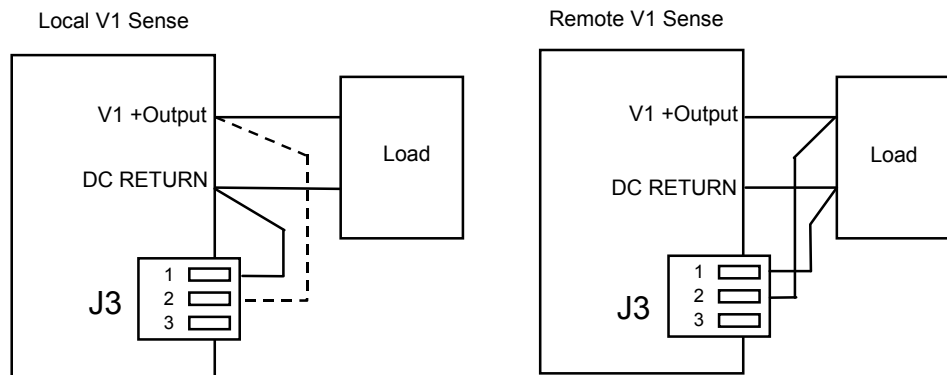 Local V1 Sense
V1 +Output
DC RETURN
Load
J3
1
2
3
Remote V1 Sense
V1 +Output
DC RETURN
Load
J3
1
2
3